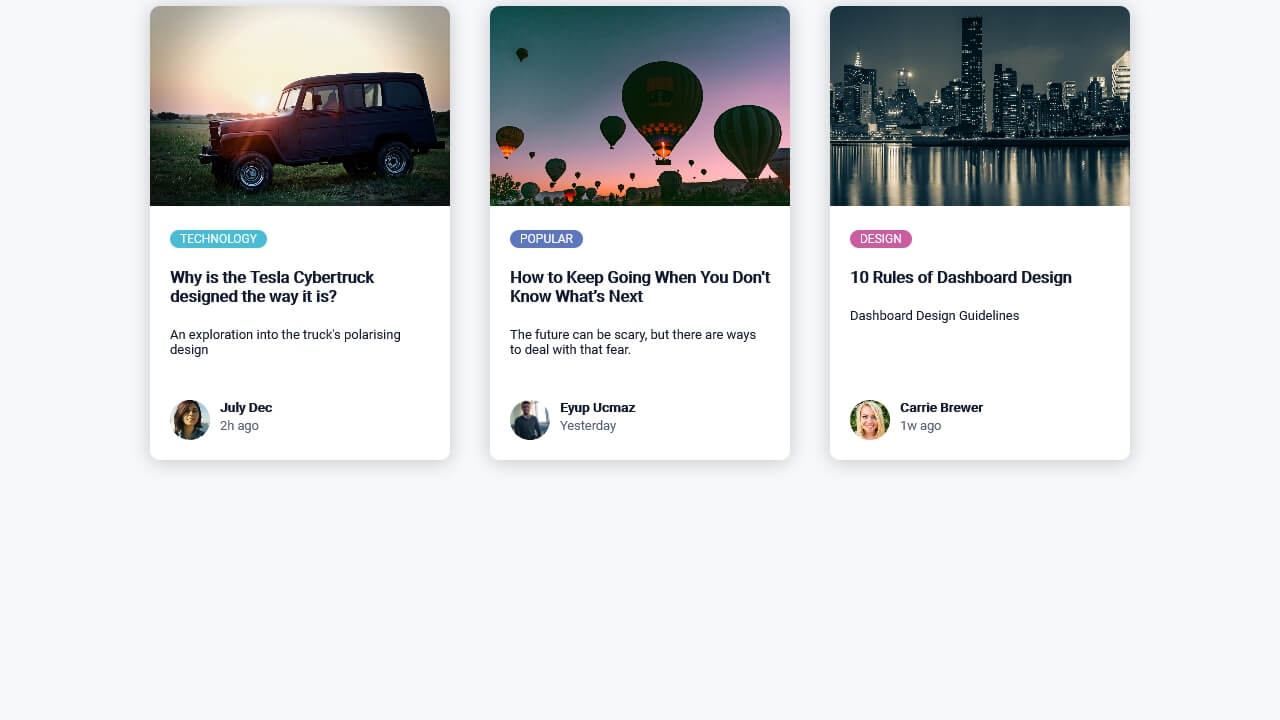 TECHNOLOGY
Why is the Tesla Cybertruck
designed the way it is?
An exploration into the truck's polarising
design
July Dec
2h ago
POPULAR
How to Keep Going When You Don't
Know What's Next
The future can be scary, but there are ways
to deal with that fear.
Eyup Ucmaz
Yesterday
DESIGN
10 Rules of Dashboard Design
Dashboard Design Guidelines
Carrie Brewer
1w ago